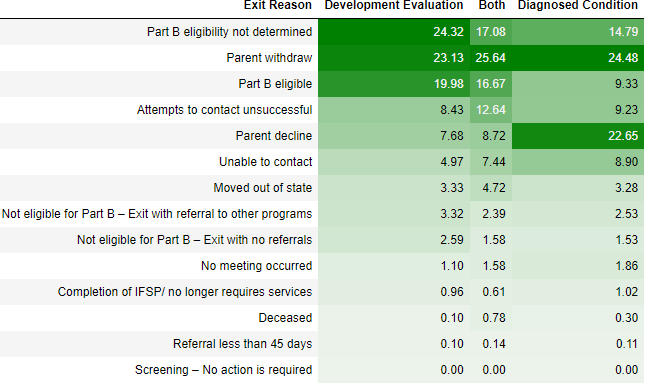 Exit Reason Development Evaluation Both Diagnosed Condition
Part B eligibility not determined 24.32 17.08 14.79
Parent withdraw 23.13 25.64 24.48
Part B eligible 19.98 16.67 9.33
Attempts to contact unsuccessful 8.43 12.64 9.23
Parent decline 7.68 8.72 22.65
Unable to contact 4.97 7.44 8.90
Moved out of state 3.33 4.72 3.28
Not eligible for Part B – Exit with referral to other programs 3.32 2.39 2.53
Not eligible for Part B – Exit with no referrals 2.59 1.58 1.53
No meeting occurred 1.10 1.58 1.86
Completion of IFSP/ no longer requires services 0.96 0.61 1.02
Deceased 0.10 0.78 0.30
Referral less than 45 days 0.10 0.14 0.11
Screening – No action is required 0.00 0.00 0.00